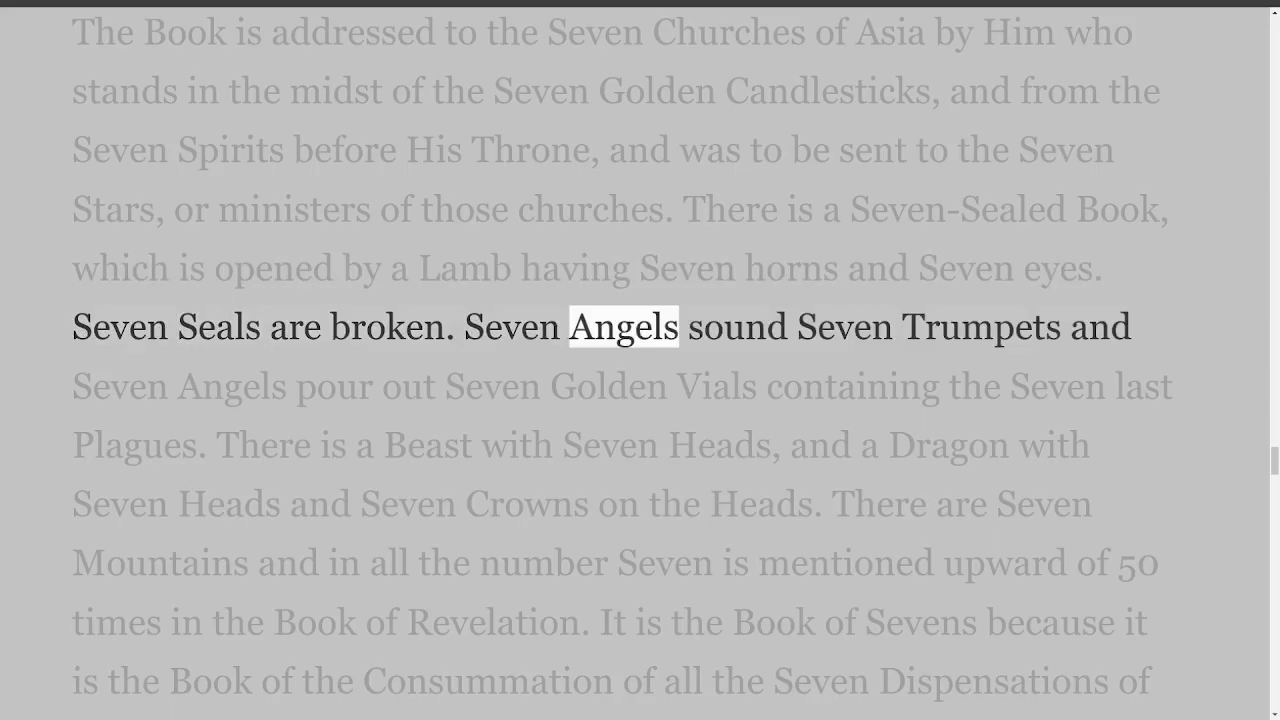 The Book is addressed to the Seven Churches of Asia by Him who
stands in the midst of the Seven Golden Candlesticks, and from the
Seven Spirits before His Throne, and was to be sent to the Seven
Stars, or ministers of those churches. There is a Seven-Sealed Book,
which is opened by a Lamb having Seven horns and Seven eyes.
Seven Seals are broken. Seven Angels sound Seven Trumpets and
Seven Angels pour out Seven Golden Vials containing the Seven last
Plagues. There is a Beast with Seven Heads, and a Dragon with
Seven Heads and Seven Crowns on the Heads. There are Seven
Mountains and in all the number Seven is mentioned upward of 50
times in the Book of Revelation. It is the Book of Sevens because it
is the Book of the Consummation of all the Seven Dispensations of